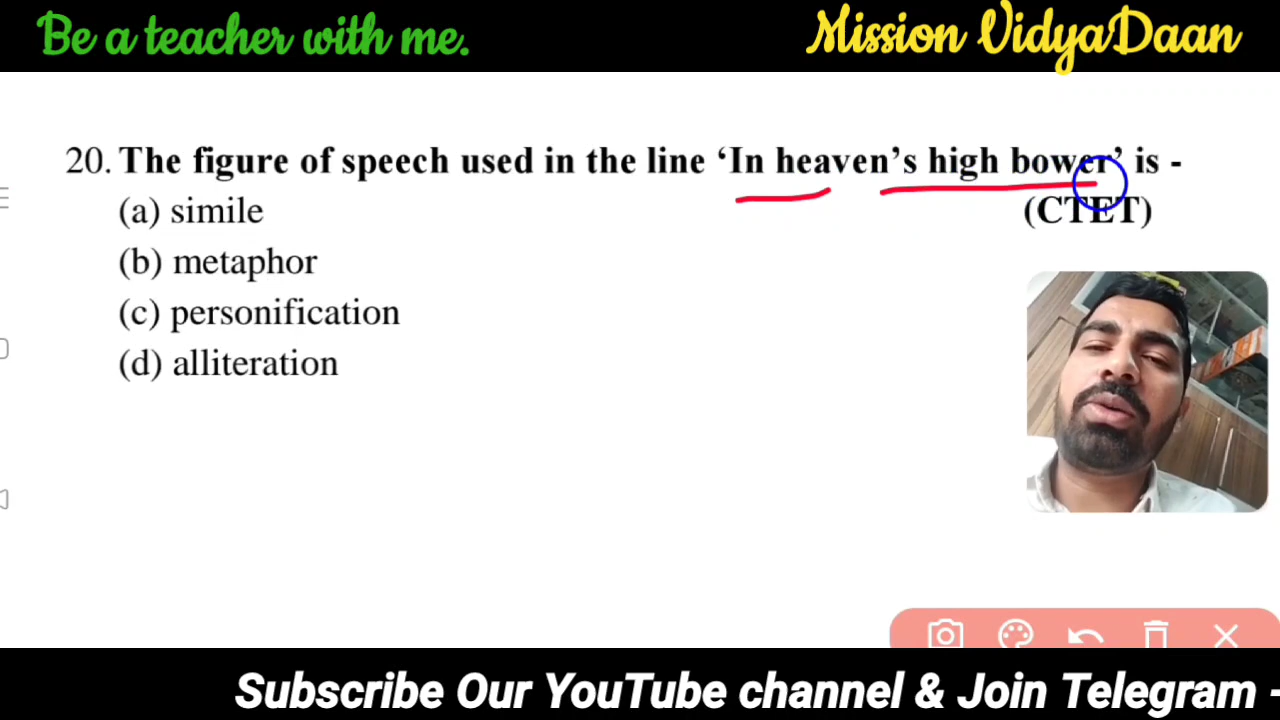 Be a teacher with me.
Mission VidyaDaan
20. The figure of speech used in the line ‘In heaven’s high bower’ is -
(a) simile
(CTET)
(b) metaphor
(c) personification
(d) alliteration
Subscribe Our YouTube channel & Join Telegram -